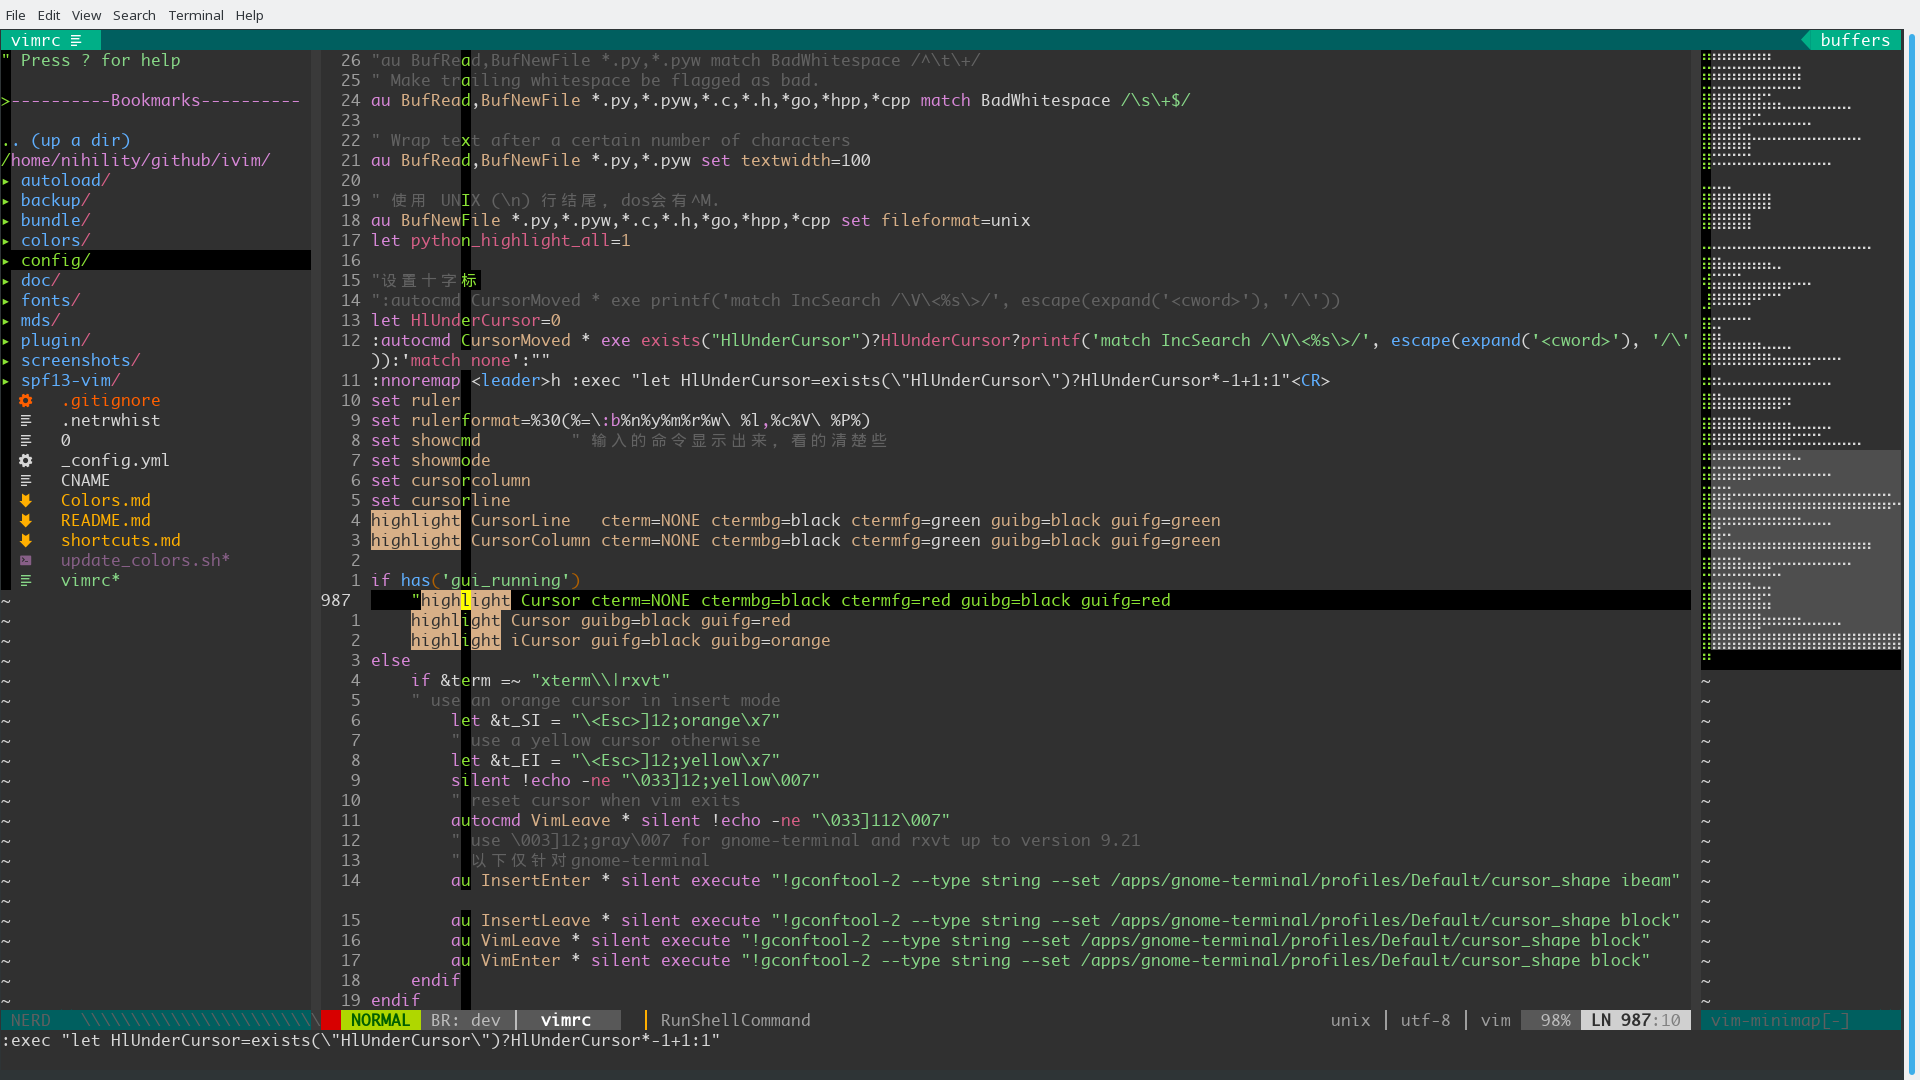 File Edit View Search Terminal Help
vimrc
buffers
" Press ? for help
>----------Bookmarks----------
.. (up a dir)
/home/nihility/github/ivim/
▸ autoload/
▸ backup/
▸ bundle/
▸ colors/
▸ config/
▸ doc/
▸ fonts/
▸ mds/
▸ plugin/
▸ screenshots/
▸ spf13-vim/
.gitignore
.netrwhist
0
_config.yml
CNAME
Colors.md
README.md
shortcuts.md
update_colors.sh*
vimrc*
26 "au BufRead,BufNewFile *.py,*.pyw match BadWhitespace /^\t\+/
25 " Make trailing whitespace be flagged as bad.
24 au BufRead,BufNewFile *.py,*.pyw,*.c,*.h,*go,*hpp,*cpp match BadWhitespace /\s\+$/
23
22 " Wrap text after a certain number of characters
21 au BufRead,BufNewFile *.py,*.pyw set textwidth=100
20
19 " 使用 UNIX (\n) 行结尾, dos会有^M.
18 au BufNewFile *.py,*.pyw,*.c,*.h,*go,*hpp,*cpp set fileformat=unix
17 let python_highlight_all=1
16
15 "设置十字标
14 ":autocmd CursorMoved * exe printf('match IncSearch /\V\<%s\>/', escape(expand('<cword>'), '/\'))
13 let HlUnderCursor=0
12 :autocmd CursorMoved * exe exists("HlUnderCursor")?HlUnderCursor?printf('match IncSearch /\V\<%s\>/', escape(expand('<cword>'), '/\'
)):'match none':""
11 :nnoremap <leader>h :exec "let HlUnderCursor=exists(\"HlUnderCursor\")?HlUnderCursor*-1+1:1"<CR>
10 set ruler
9 set rulerformat=%30(%=\:b%n%y%m%r%w\ %l,%c%V\ %P%)
8 set showcmd " 输入的命令显示出来, 看的清楚些
7 set showmode
6 set cursorcolumn
5 set cursorline
4 highlight CursorLine   cterm=NONE ctermbg=black ctermfg=green guibg=black guifg=green
3 highlight CursorColumn cterm=NONE ctermbg=black ctermfg=green guibg=black guifg=green
2
1 if has('gui_running')
987 "highlight Cursor cterm=NONE ctermbg=black ctermfg=red guibg=black guifg=red
1 highlight Cursor guibg=black guifg=red
2 highlight iCursor guifg=black guibg=orange
3 else
4 if &term =~ "xterm\\|rxvt"
5 " use an orange cursor in insert mode
6 let &t_SI = "\<Esc>]12;orange\x7"
7 " use a yellow cursor otherwise
8 let &t_EI = "\<Esc>]12;yellow\x7"
9 silent !echo -ne "\033]12;yellow\007"
10 " reset cursor when vim exits
11 autocmd VimLeave * silent !echo -ne "\033]112\007"
12 " use \003]12;gray\007 for gnome-terminal and rxvt up to version 9.21
13 " 以下仅针对gnome-terminal
14 au InsertEnter * silent execute "!gconftool-2 --type string --set /apps/gnome-terminal/profiles/Default/cursor_shape ibeam"
15 au InsertLeave * silent execute "!gconftool-2 --type string --set /apps/gnome-terminal/profiles/Default/cursor_shape block"
16 au VimLeave * silent execute "!gconftool-2 --type string --set /apps/gnome-terminal/profiles/Default/cursor_shape block"
17 au VimEnter * silent execute "!gconftool-2 --type string --set /apps/gnome-terminal/profiles/Default/cursor_shape block"
18 endif
19 endif
NERD \\\\\\\\\\\\\\\\\\\\\\\\ NORMAL BR: dev | vimrc | RunShellCommand unix | utf-8 | vim 98% LN 987:10 vim-minimap[-]
:exec "let HlUnderCursor=exists(\"HlUnderCursor\")?HlUnderCursor*-1+1:1"